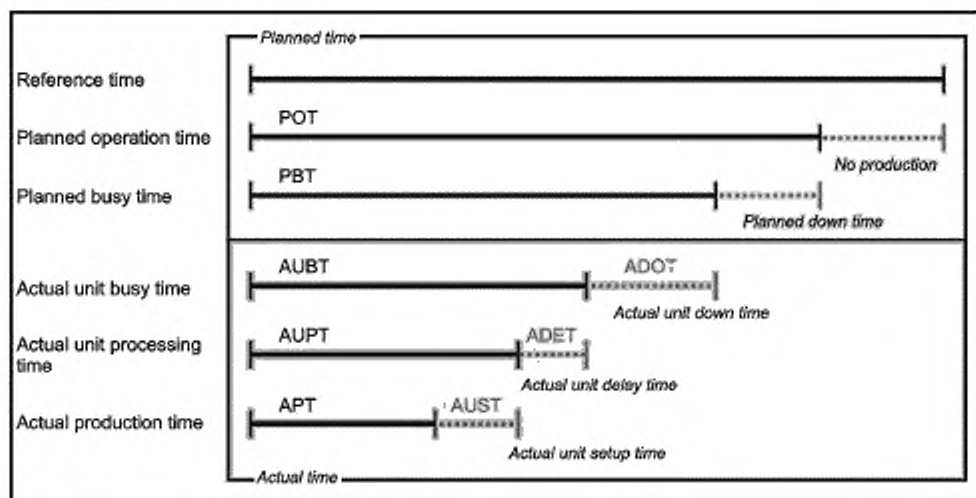 Planned time
Reference time
Planned operation time
POT
No production
Planned busy time
PBT
Planned down time
Actual unit busy time
AUBT
ADOT
Actual unit down time
Actual unit processing
time
AUPT
ADET
Actual unit delay time
Actual production time
APT
AUST
Actual unit setup time
Actual time